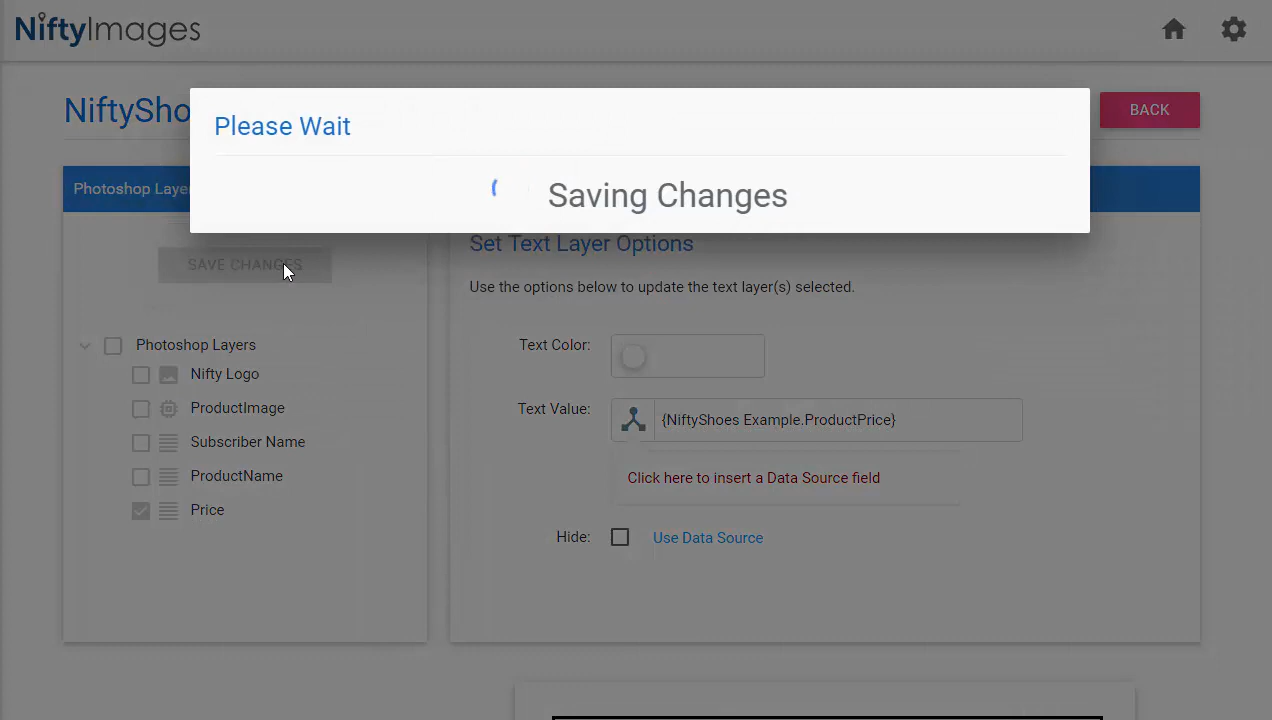 NiftyImages
NiftySho
BACK
Please Wait
Saving Changes
Photoshop Laye
SAVE CHANGES
Photoshop Layers
Nifty Logo
ProductImage
Subscriber Name
ProductName
Price
Set Text Layer Options
Use the options below to update the text layer(s) selected.
Text Color:
Text Value:
{NiftyShoes Example.ProductPrice}
Click here to insert a Data Source field
Hide:
Use Data Source